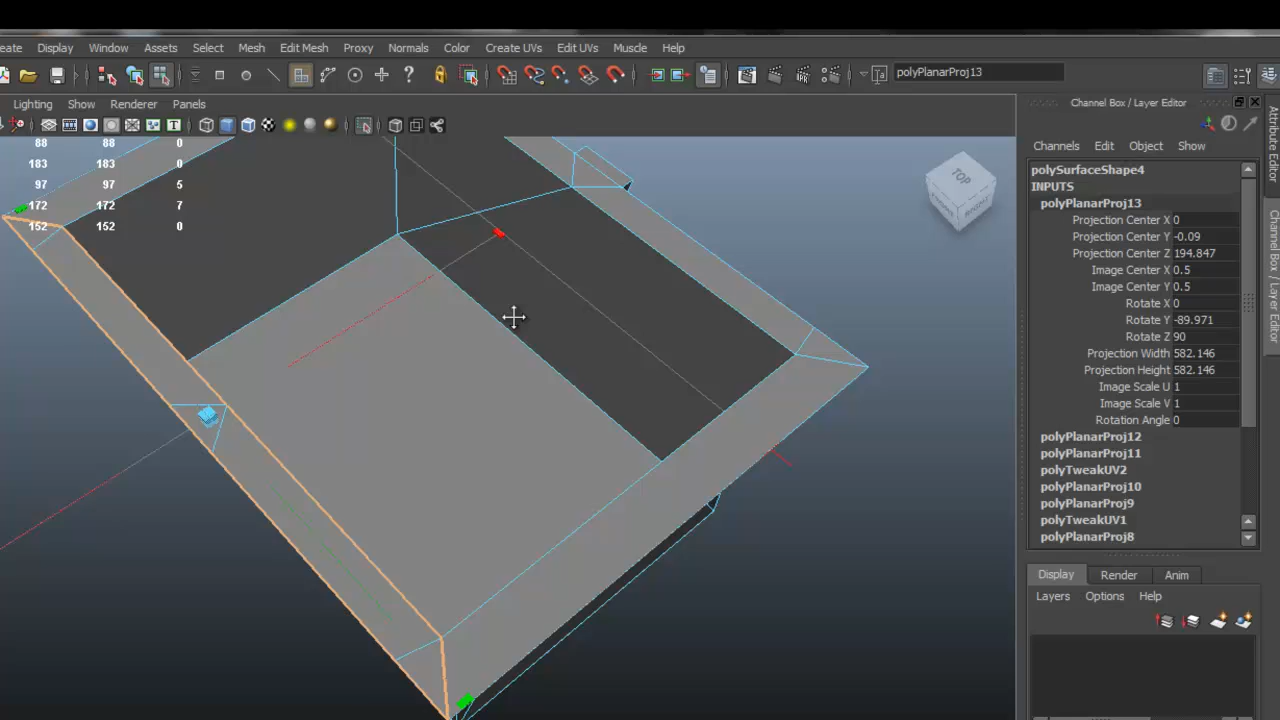 eate Display Window Assets Select Mesh Edit Mesh Proxy Normals Color Create UVs Edit UVs Muscle Help
polyPlanarProj13
Lighting Show Renderer Panels
88 88 0
183 183 0
97 97 5
172 172 7
152 152 0
TOP
RIGHT
Channel Box / Layer Editor
Channels Edit Object Show
polySurfaceShape4
INPUTS
polyPlanarProj13
Projection Center X 0
Projection Center Y -0.09
Projection Center Z 194.847
Image Center X 0.5
Image Center Y 0.5
Rotate X 0
Rotate Y -89.971
Rotate Z 90
Projection Width 582.146
Projection Height 582.146
Image Scale U 1
Image Scale V 1
Rotation Angle 0
polyPlanarProj12
polyPlanarProj11
polyTweakUV2
polyPlanarProj10
polyPlanarProj9
polyTweakUV1
polyPlanarProj8
Display Render Anim
Layers Options Help
Attribute Editor
Channel Box / Layer Editor